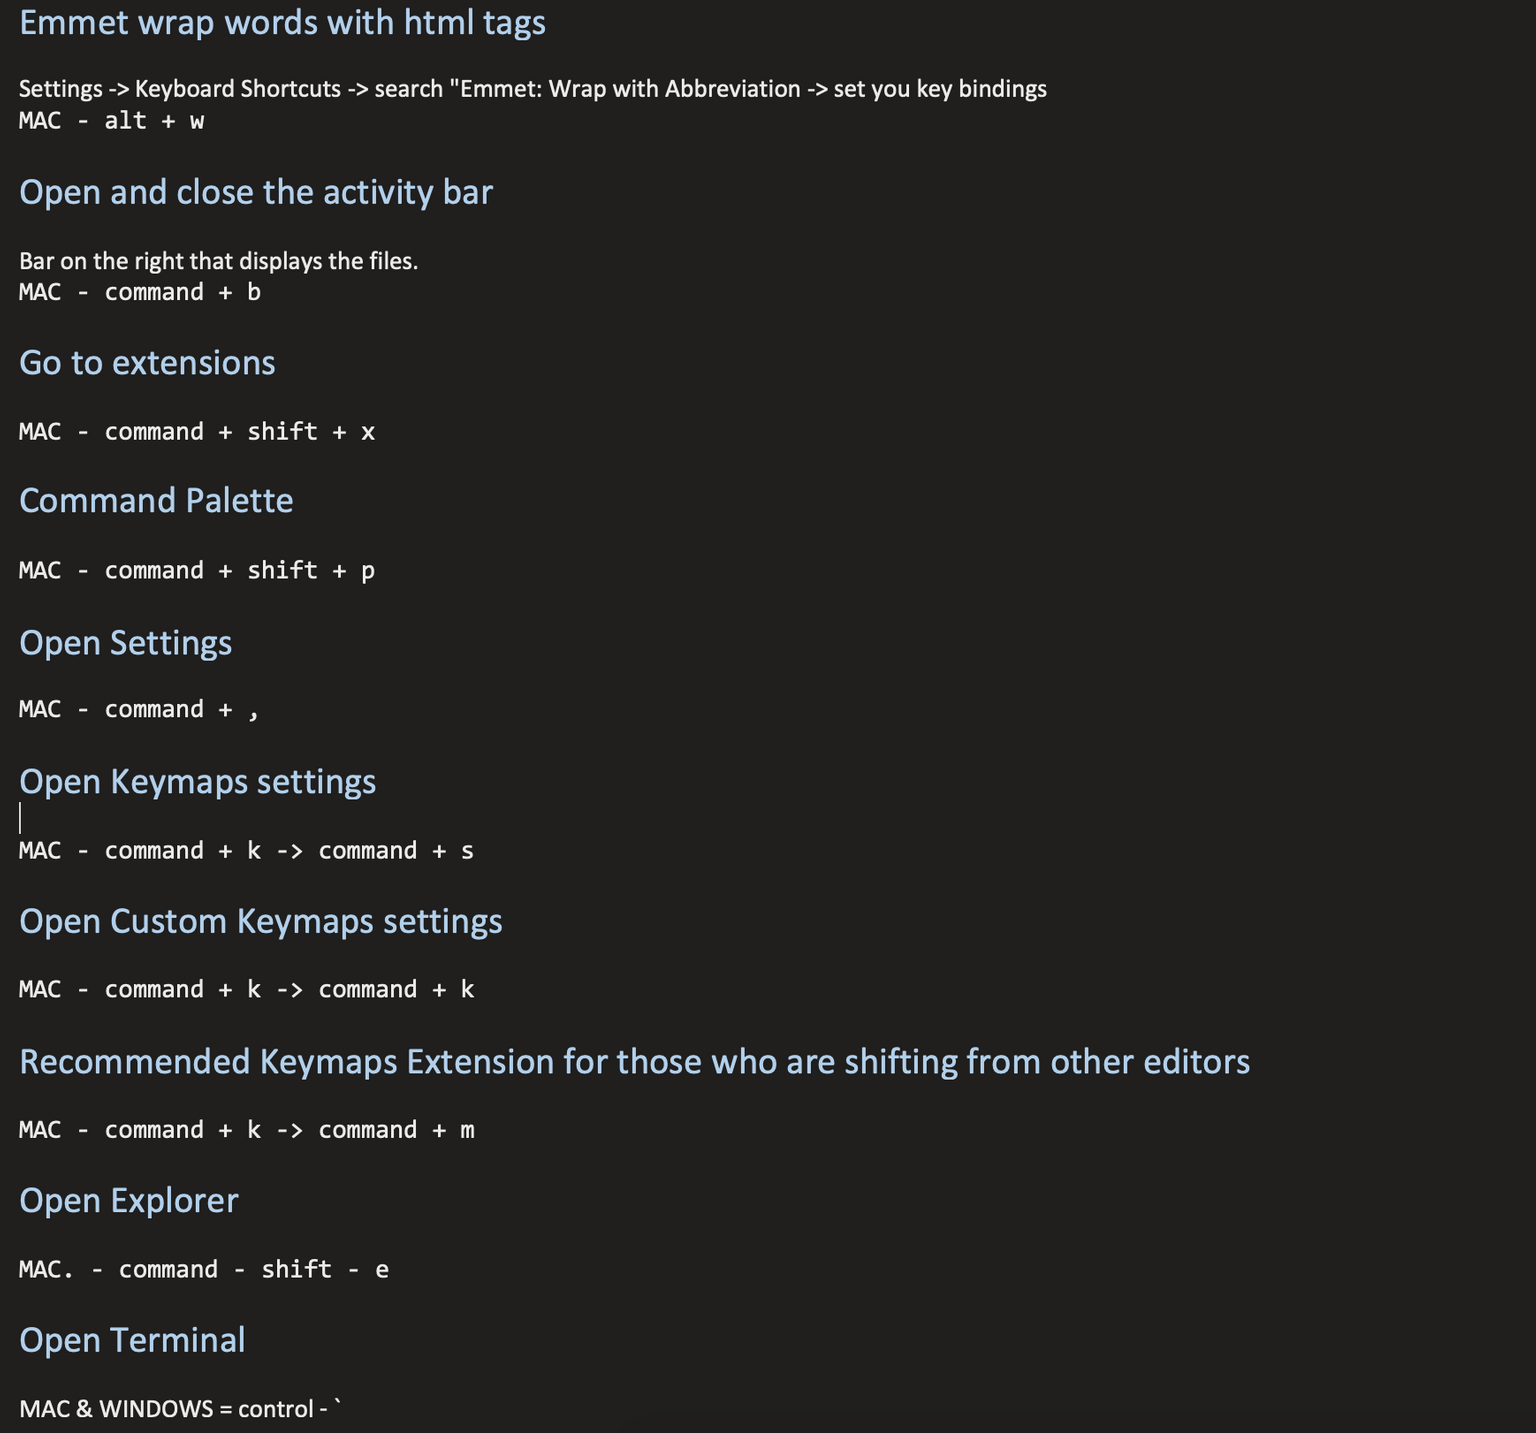 Emmet wrap words with html tags
Settings -> Keyboard Shortcuts -> search "Emmet: Wrap with Abbreviation -> set you key bindings
MAC - alt + w
Open and close the activity bar
Bar on the right that displays the files.
MAC - command + b
Go to extensions
MAC - command + shift + x
Command Palette
MAC - command + shift + p
Open Settings
MAC - command + ,
Open Keymaps settings
MAC - command + k -> command + s
Open Custom Keymaps settings
MAC - command + k -> command + k
Recommended Keymaps Extension for those who are shifting from other editors
MAC - command + k -> command + m
Open Explorer
MAC. - command - shift - e
Open Terminal
MAC & WINDOWS = control - `